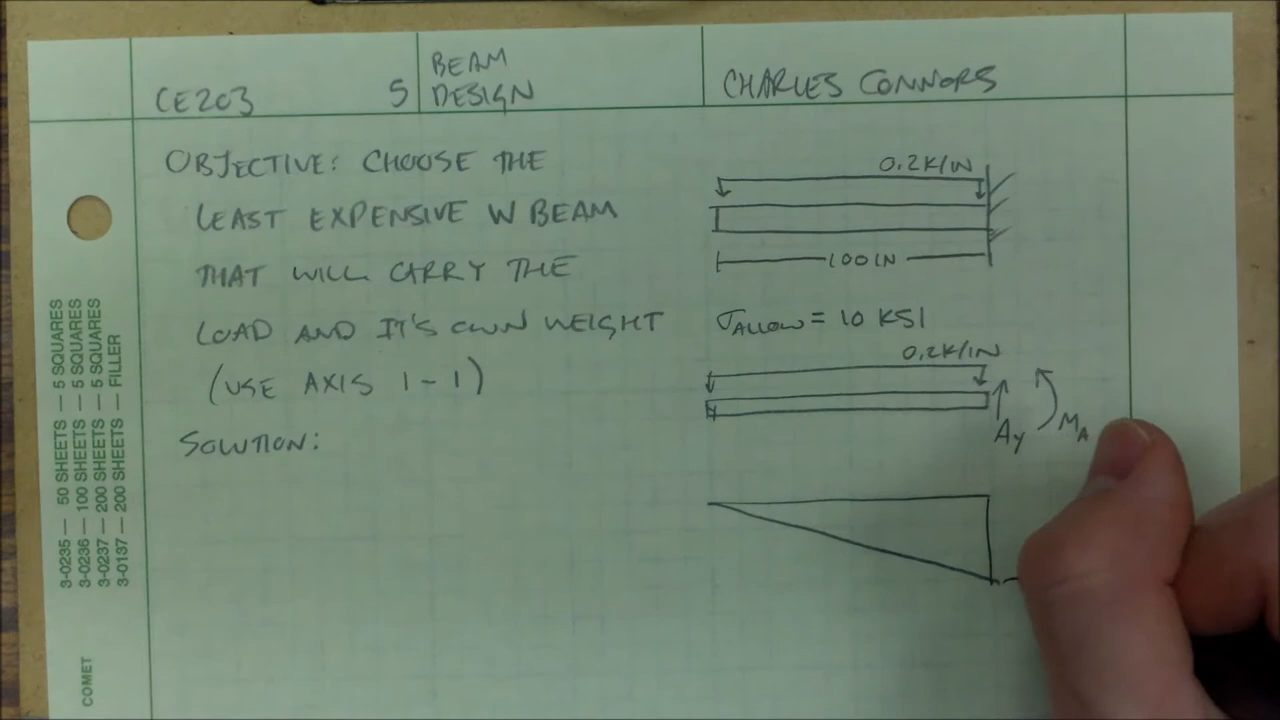 CE203
5
BEAM
DESIGN
CHARLES CONNORS
OBJECTIVE: CHOOSE THE
LEAST EXPENSIVE W BEAM
THAT WILL CARRY THE
LOAD AND IT'S OWN WEIGHT
(USE AXIS 1-1)
SOLUTION:
0.2K/IN
100IN
σALLOW = 10 KSI
0.2K/IN
Ay
MA
3-0235 — 50 SHEETS — 5 SQUARES
3-0236 — 100 SHEETS — 5 SQUARES
3-0237 — 200 SHEETS — 5 SQUARES
3-0137 — 200 SHEETS — FILLER
COMET